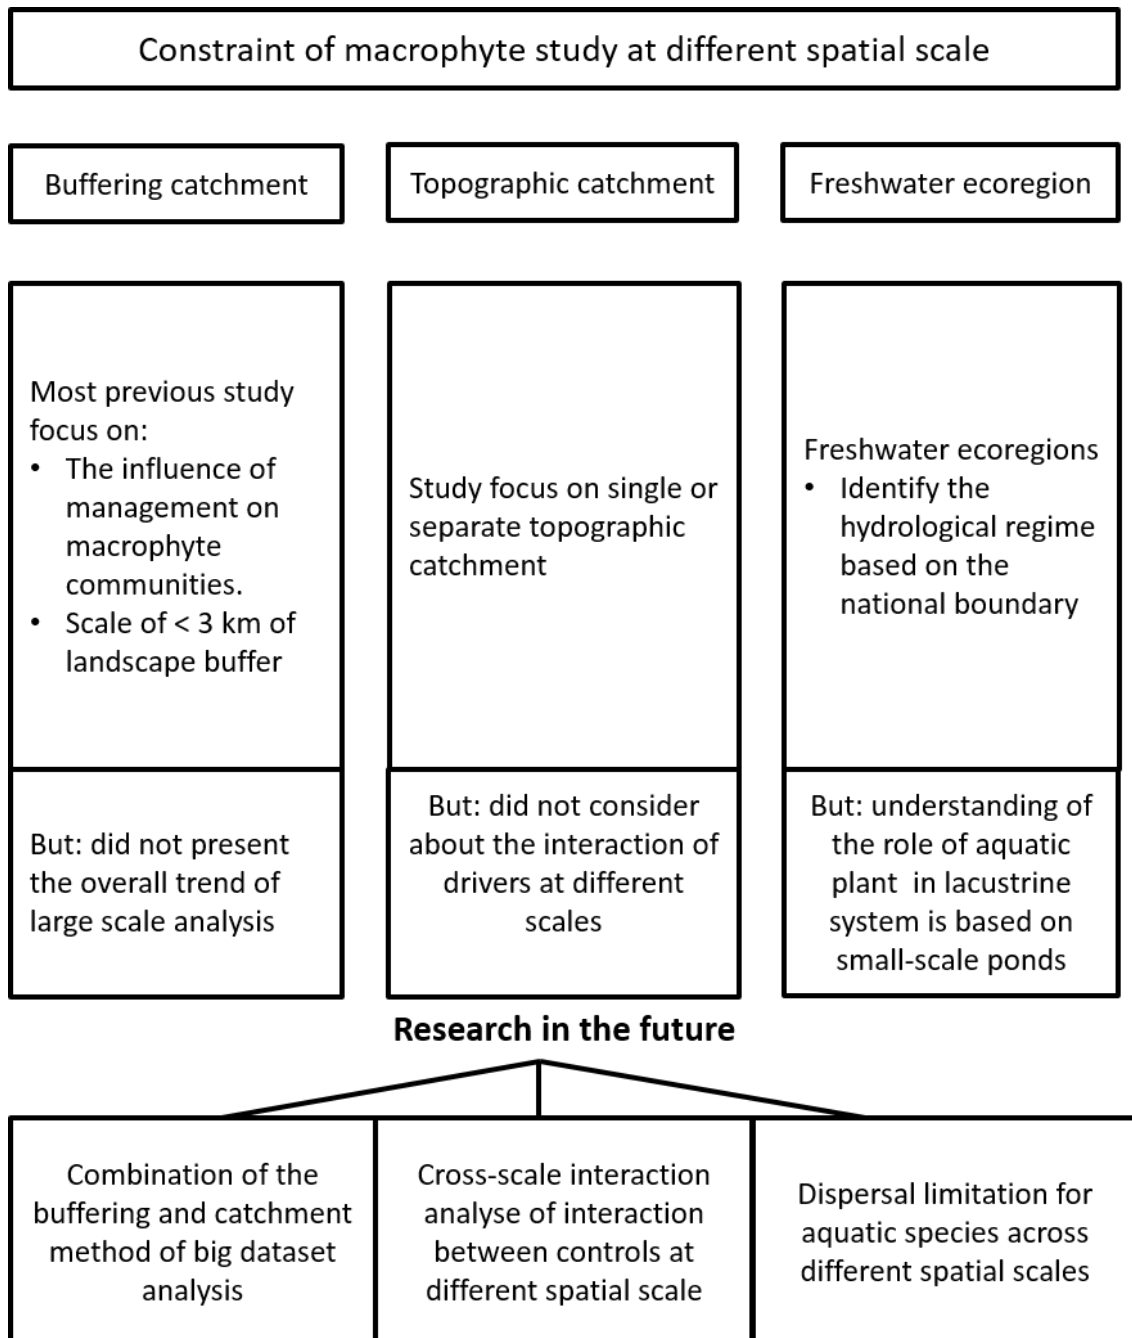 Constraint of macrophyte study at different spatial scale
Buffering catchment
Topographic catchment
Freshwater ecoregion
Most previous study
focus on:
• The influence of
management on
macrophyte
communities.
• Scale of < 3 km of
landscape buffer
Study focus on single or
separate topographic
catchment
Freshwater ecoregions
• Identify the
hydrological regime
based on the
national boundary
But: did not present
the overall trend of
large scale analysis
But: did not consider
about the interaction of
drivers at different
scales
But: understanding of
the role of aquatic
plant in lacustrine
system is based on
small-scale ponds
Research in the future
Combination of the
buffering and catchment
method of big dataset
analysis
Cross-scale interaction
analyse of interaction
between controls at
different spatial scale
Dispersal limitation for
aquatic species across
different spatial scales